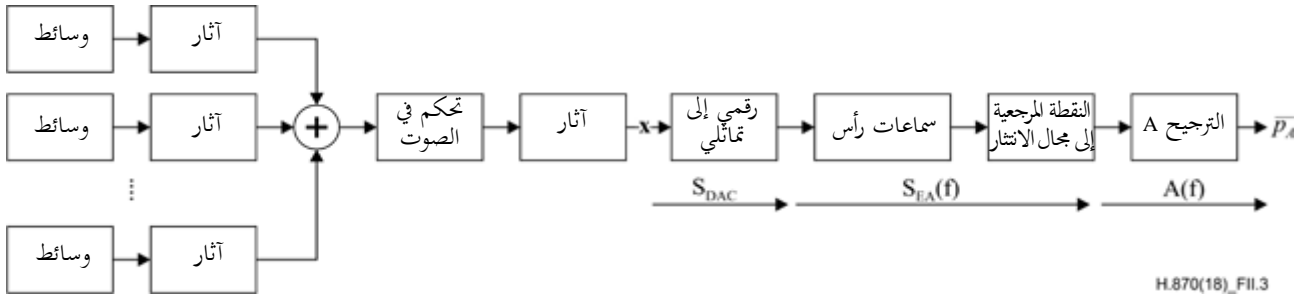 وسائط
آثار
وسائط
آثار
+
تحكم في
الصوت
آثار
x
رقمي إلى
تماثلي
سماعات رأس
النقطة المرجعية
إلى مجال الانتثار
الترجيح A
p_A
S_DAC
S_EA(f)
A(f)
وسائط
آثار
H.870(18)_FII.3